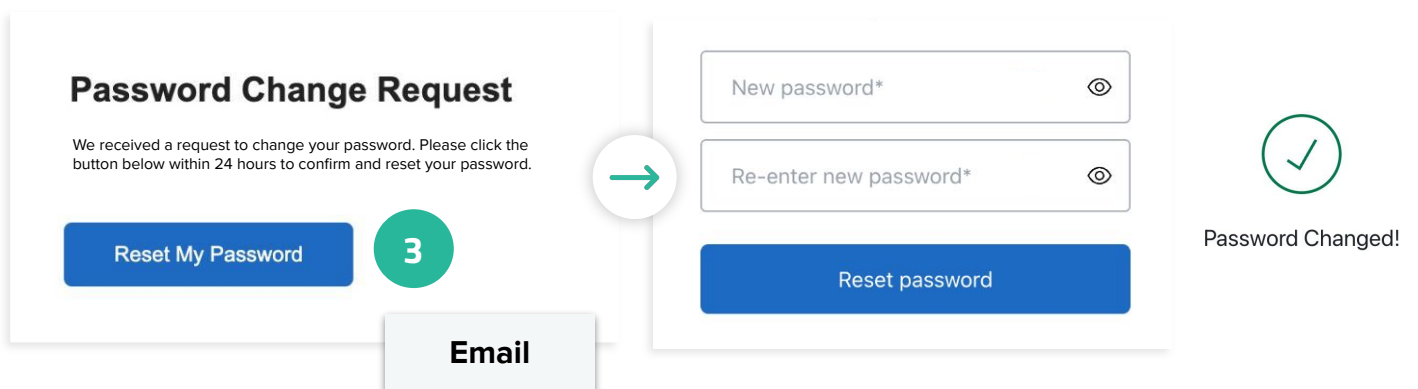 Password Change Request
We received a request to change your password. Please click the
button below within 24 hours to confirm and reset your password.
Reset My Password
3
Email
New password*
Re-enter new password*
Reset password
Password Changed!